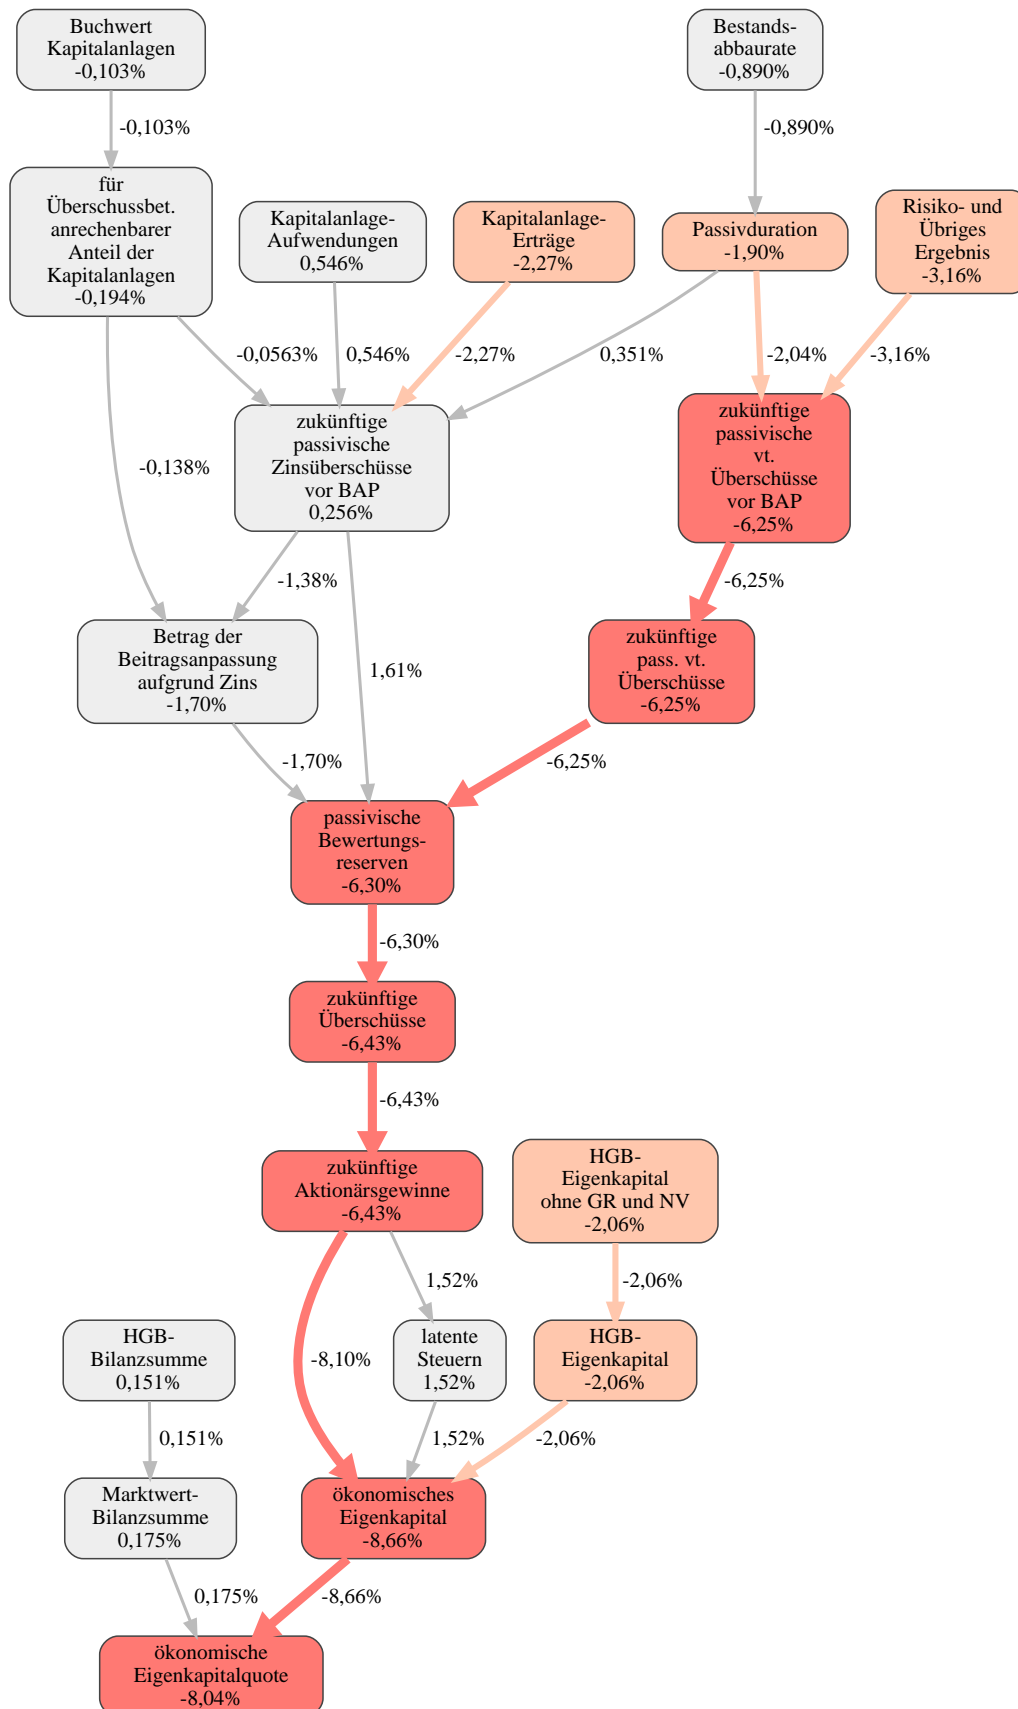 Buchwert
Kapitalanlagen
-0,103%
Bestands-
abbaurate
-0,890%
-0,103%
-0,890%
für
Überschussbet.
anrechenbarer
Anteil der
Kapitalanlagen
-0,194%
Kapitalanlage-
Aufwendungen
0,546%
Kapitalanlage-
Erträge
-2,27%
Passivduration
-1,90%
Risiko- und
Übriges
Ergebnis
-3,16%
-0,0563%
0,546%
-2,27%
0,351%
-2,04%
-3,16%
-0,138%
zukünftige
passivische
Zinsüberschüsse
vor BAP
0,256%
zukünftige
passivische
vt.
Überschüsse
vor BAP
-6,25%
-1,38%
1,61%
-6,25%
Betrag der
Beitragsanpassung
aufgrund Zins
-1,70%
zukünftige
pass. vt.
Überschüsse
-6,25%
-1,70%
-6,25%
passivische
Bewertungs-
reserven
-6,30%
-6,30%
zukünftige
Überschüsse
-6,43%
-6,43%
zukünftige
Aktionärsgewinne
-6,43%
HGB-
Eigenkapital
ohne GR und NV
-2,06%
1,52%
-2,06%
-8,10%
HGB-
Bilanzsumme
0,151%
latente
Steuern
1,52%
HGB-
Eigenkapital
-2,06%
0,151%
1,52%
-2,06%
Marktwert-
Bilanzsumme
0,175%
ökonomisches
Eigenkapital
-8,66%
0,175%
-8,66%
ökonomische
Eigenkapitalquote
-8,04%